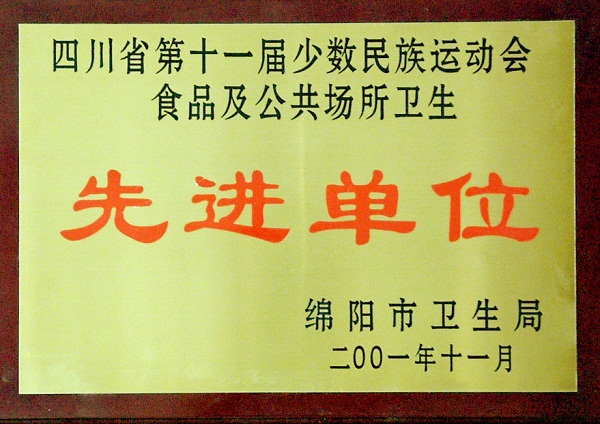 四川省第十一届少数民族运动会
食品及公共场所卫生
先进单位
绵阳市卫生局
二00一年十一月